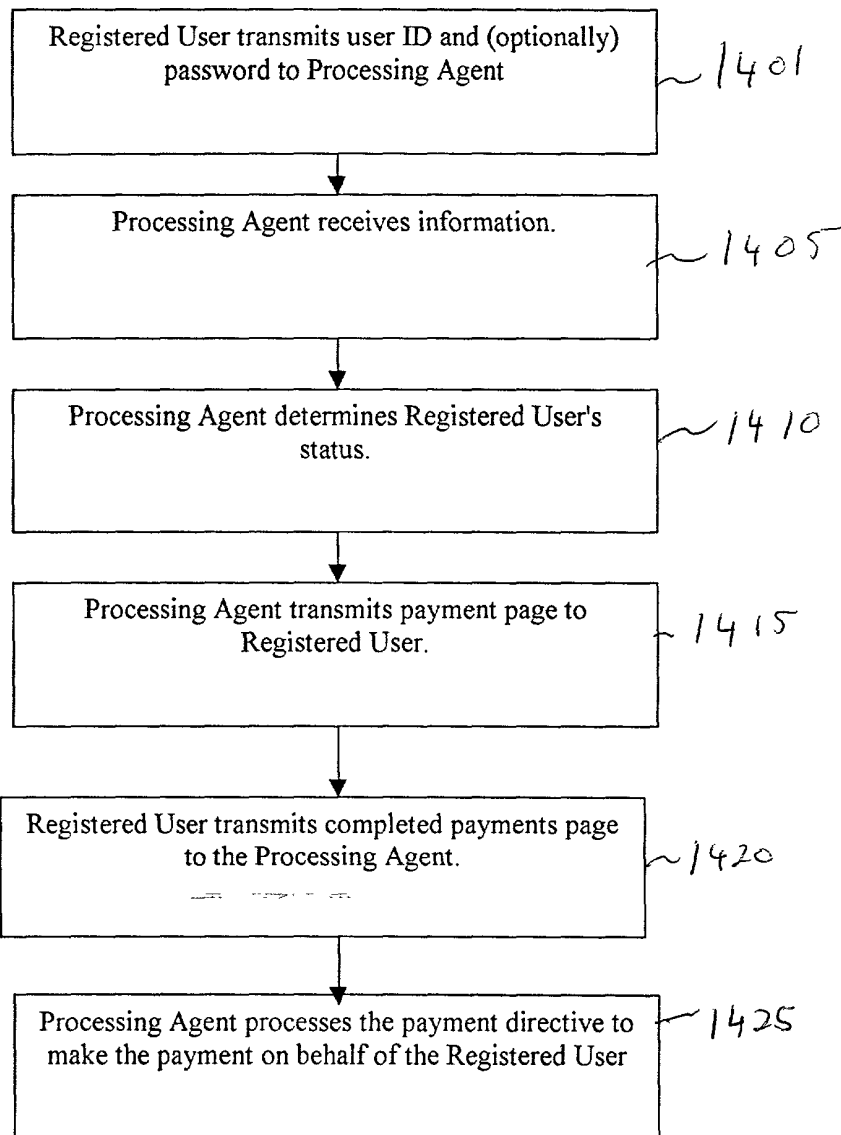 Registered User transmits user ID and (optionally)
password to Processing Agent
1401
Processing Agent receives information.
1405
Processing Agent determines Registered User's
status.
1410
Processing Agent transmits payment page to
Registered User.
1415
Registered User transmits completed payments page
to the Processing Agent.
1420
Processing Agent processes the payment directive to
make the payment on behalf of the Registered User
1425